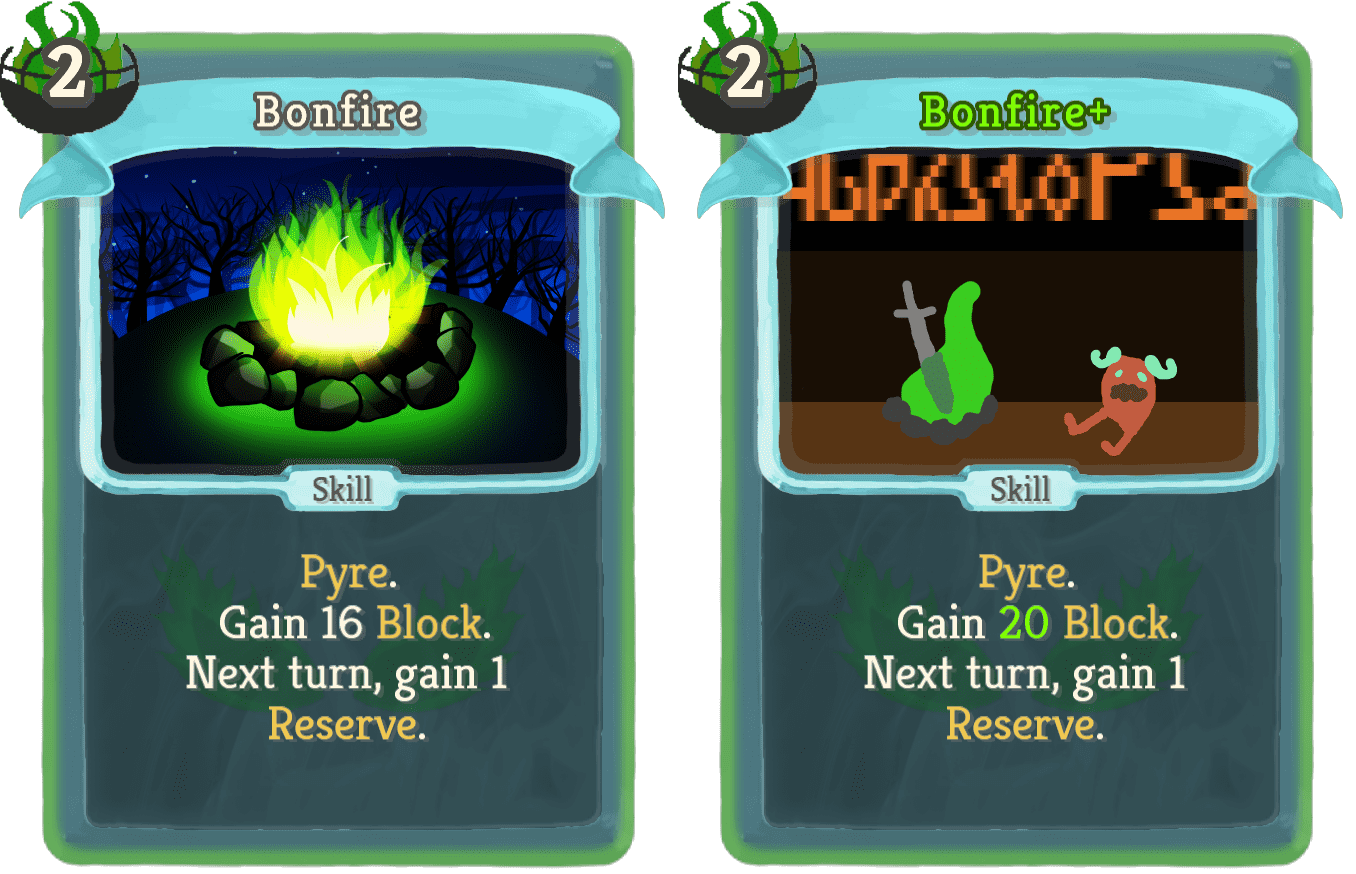 2
Bonfire
Skill
Pyre.
Gain 16 Block.
Next turn, gain 1
Reserve.
2
Bonfire+
Skill
Pyre.
Gain 20 Block.
Next turn, gain 1
Reserve.